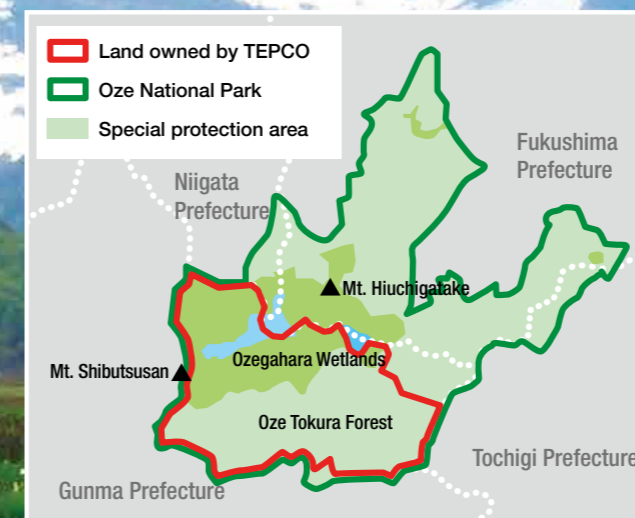 Land owned by TEPCO
Oze National Park
Special protection area
Niigata
Prefecture
Fukushima
Prefecture
Mt. Hiuchigatake
Ozegahara Wetlands
Mt. Shibutsusan
Oze Tokura Forest
Tochigi Prefecture
Gunma Prefecture